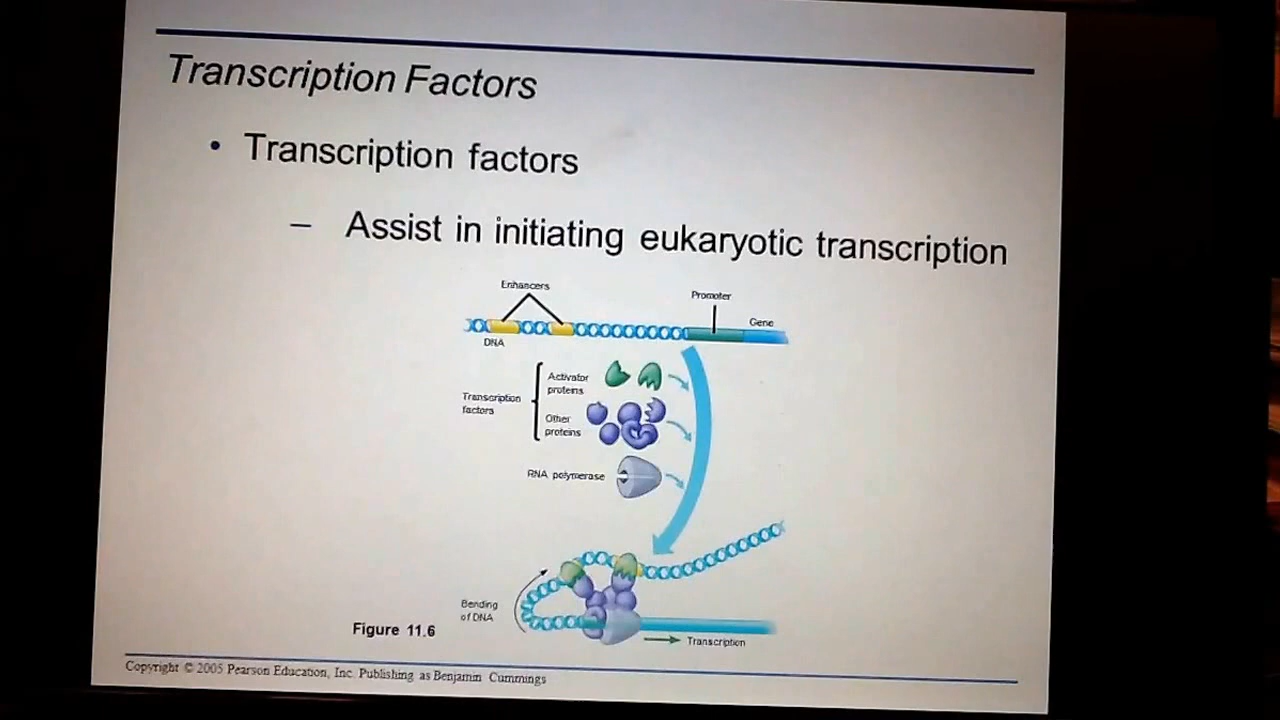 Transcription Factors
• Transcription factors
– Assist in initiating eukaryotic transcription
Enhancers
Promoter
Gene
DNA
Activator
proteins
Transcription
factors
Other
proteins
RNA polymerase
Bending
of DNA
Figure 11.6
Transcription
Copyright © 2005 Pearson Education, Inc. Publishing as Benjamin Cummings